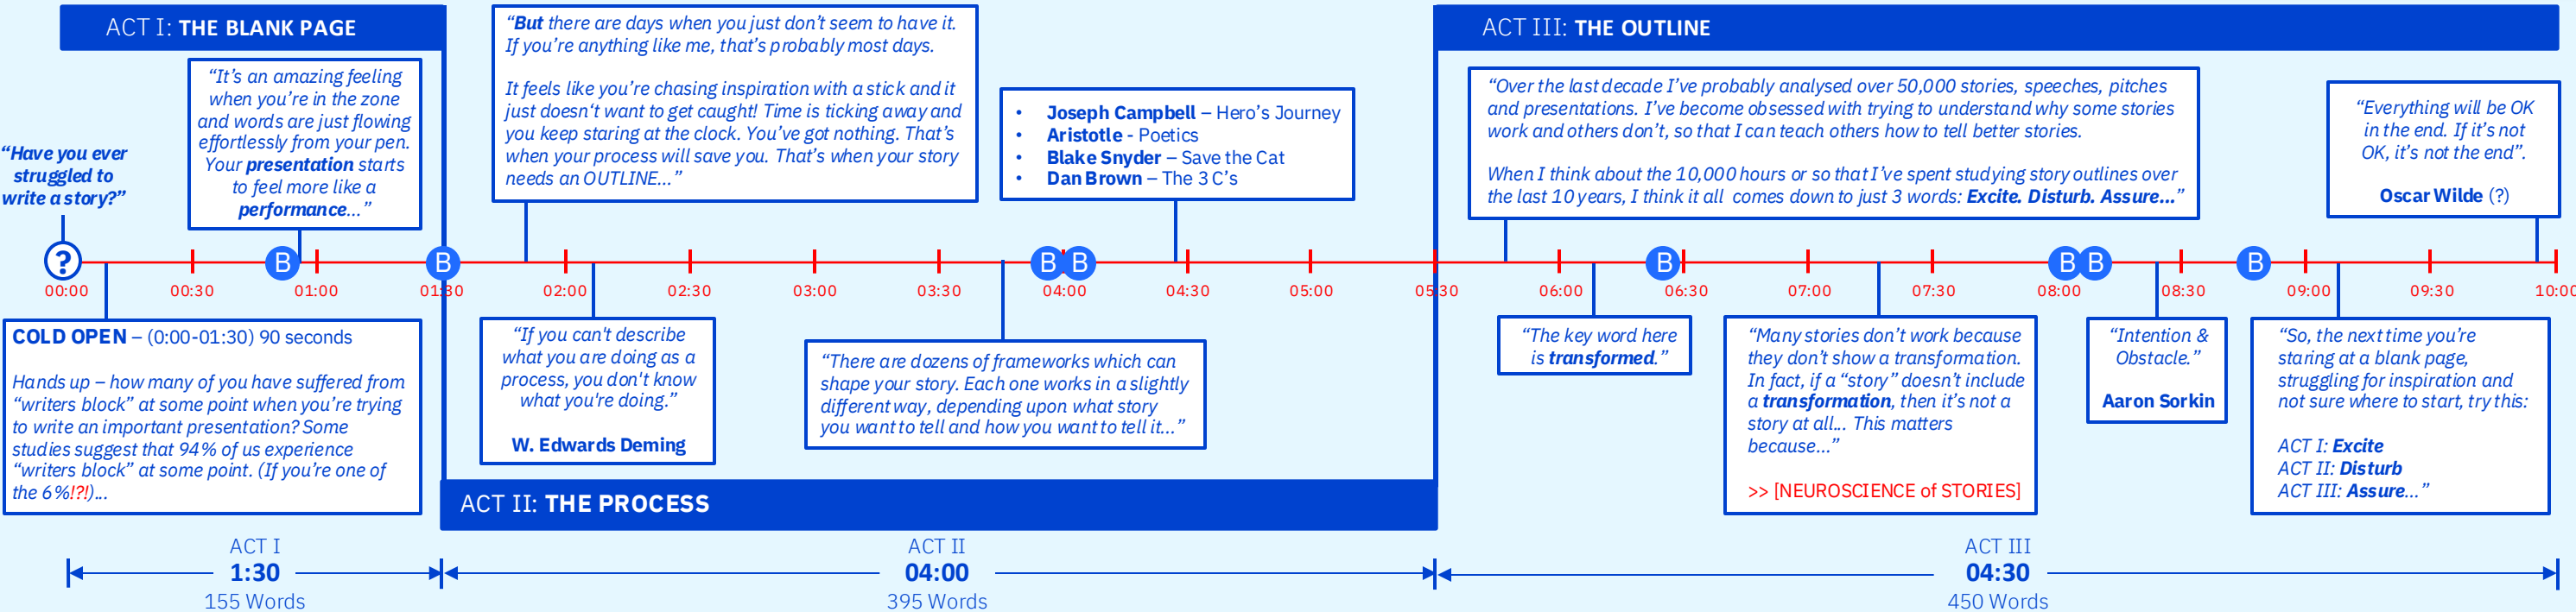 ACT I: THE BLANK PAGE
“It’s an amazing feeling
when you’re in the zone
and words are just flowing
effortlessly from your pen.
Your presentation starts
to feel more like a
performance…”
“Have you ever
struggled to
write a story?”
“But there are days when you just don’t seem to have it.
If you’re anything like me, that’s probably most days.
It feels like you’re chasing inspiration with a stick and it
just doesn‘t want to get caught! Time is ticking away and
you keep staring at the clock. You’ve got nothing. That’s
when your process will save you. That’s when your story
needs an OUTLINE…”
• Joseph Campbell – Hero’s Journey
• Aristotle - Poetics
• Blake Snyder – Save the Cat
• Dan Brown – The 3 C’s
ACT III: THE OUTLINE
“Over the last decade I’ve probably analysed over 50,000 stories, speeches, pitches
and presentations. I’ve become obsessed with trying to understand why some stories
work and others don’t, so that I can teach others how to tell better stories.
When I think about the 10,000 hours or so that I’ve spent studying story outlines over
the last 10 years, I think it all come​s down to just 3 words: Excite. Disturb. Assure…”
“Everything will be OK
in the end. If it’s not
OK, it’s not the end”.
Oscar Wilde (?)
? B B B B B B B B
00:00 00:30 01:00 01:30 02:00 02:30 03:00 03:30 04:00 04:30 05:00 05:30 06:00 06:30 07:00 07:30 08:00 08:30 09:00 09:30 10:00
COLD OPEN – (0:00-01:30) 90 seconds
Hands up – how many of you have suffered from
“writers block” at some point when you’re trying
to write an important presentation? Some
studies suggest that 94% of us experience
“writers block” at some point. (If you’re one of
the 6%!?!)…
“If you can't describe
what you are doing as a
process, you don't know
what you're doing.”
W. Edwards Deming
“There are dozens of frameworks which can
shape your story. Each one works in a slightly
different way, depending upon what story
you want to tell and how you want to tell it…”
“The key word here
is transformed.”
“Many stories don’t work because
they don’t show a transformation.
In fact, if a “story” doesn’t include
a transformation, then it’s not a
story at all… This matters
because…”
>> [NEUROSCIENCE of STORIES]
“Intention &
Obstacle.”
Aaron Sorkin
“So, the next time you’re
staring at a blank page,
struggling for inspiration and
not sure where to start, try this:
ACT I: Excite
ACT II: Disturb
ACT III: Assure…”
ACT II: THE PROCESS
ACT I
1:30
155 Words
ACT II
04:00
395 Words
ACT III
04:30
450 Words